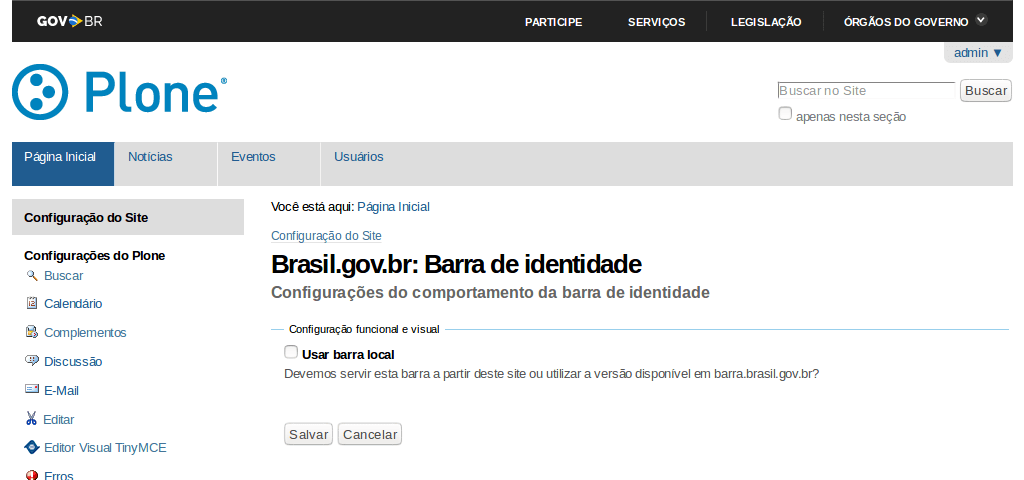 GOV BR PARTICIPE SERVIÇOS LEGISLAÇÃO ÓRGÃOS DO GOVERNO
admin ▼
Plone®
Buscar no Site Buscar
apenas nesta seção
Página Inicial Notícias Eventos Usuários
Configuração do Site
Configurações do Plone
Buscar
Calendário
Complementos
Discussão
E-Mail
Editar
Editor Visual TinyMCE
Erros
Você está aqui: Página Inicial
Configuração do Site
Brasil.gov.br: Barra de identidade
Configurações do comportamento da barra de identidade
Configuração funcional e visual
Usar barra local
Devemos servir esta barra a partir deste site ou utilizar a versão disponível em barra.brasil.gov.br?
Salvar Cancelar